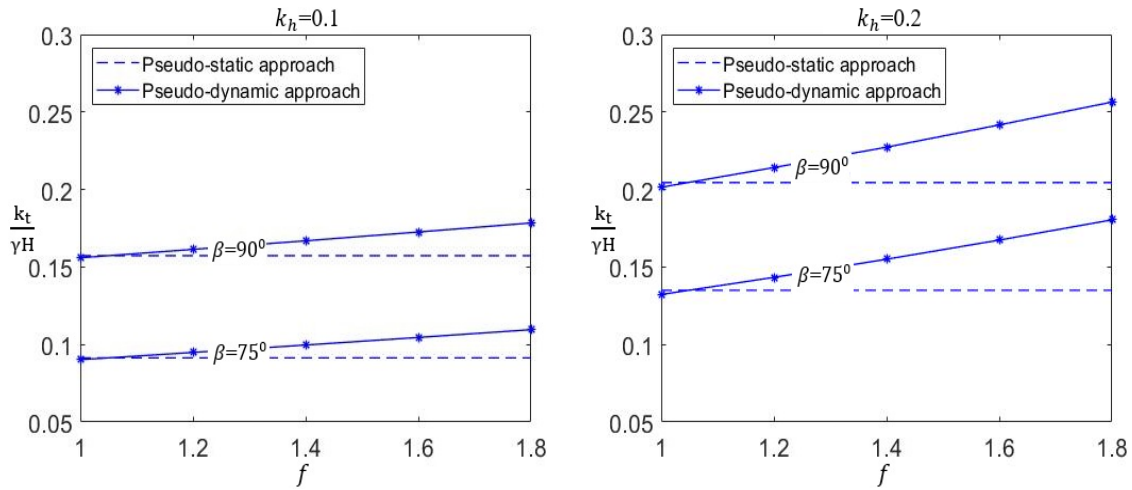 k_h=0.1
0.3
0.25
0.2
0.15
0.1
0.05
k_t
γH
Pseudo-static approach
Pseudo-dynamic approach
β=90⁰
β=75⁰
1 1.2 1.4 1.6 1.8
f
k_h=0.2
0.3
0.25
0.2
0.15
0.1
0.05
k_t
γH
Pseudo-static approach
Pseudo-dynamic approach
β=90⁰
β=75⁰
1 1.2 1.4 1.6 1.8
f